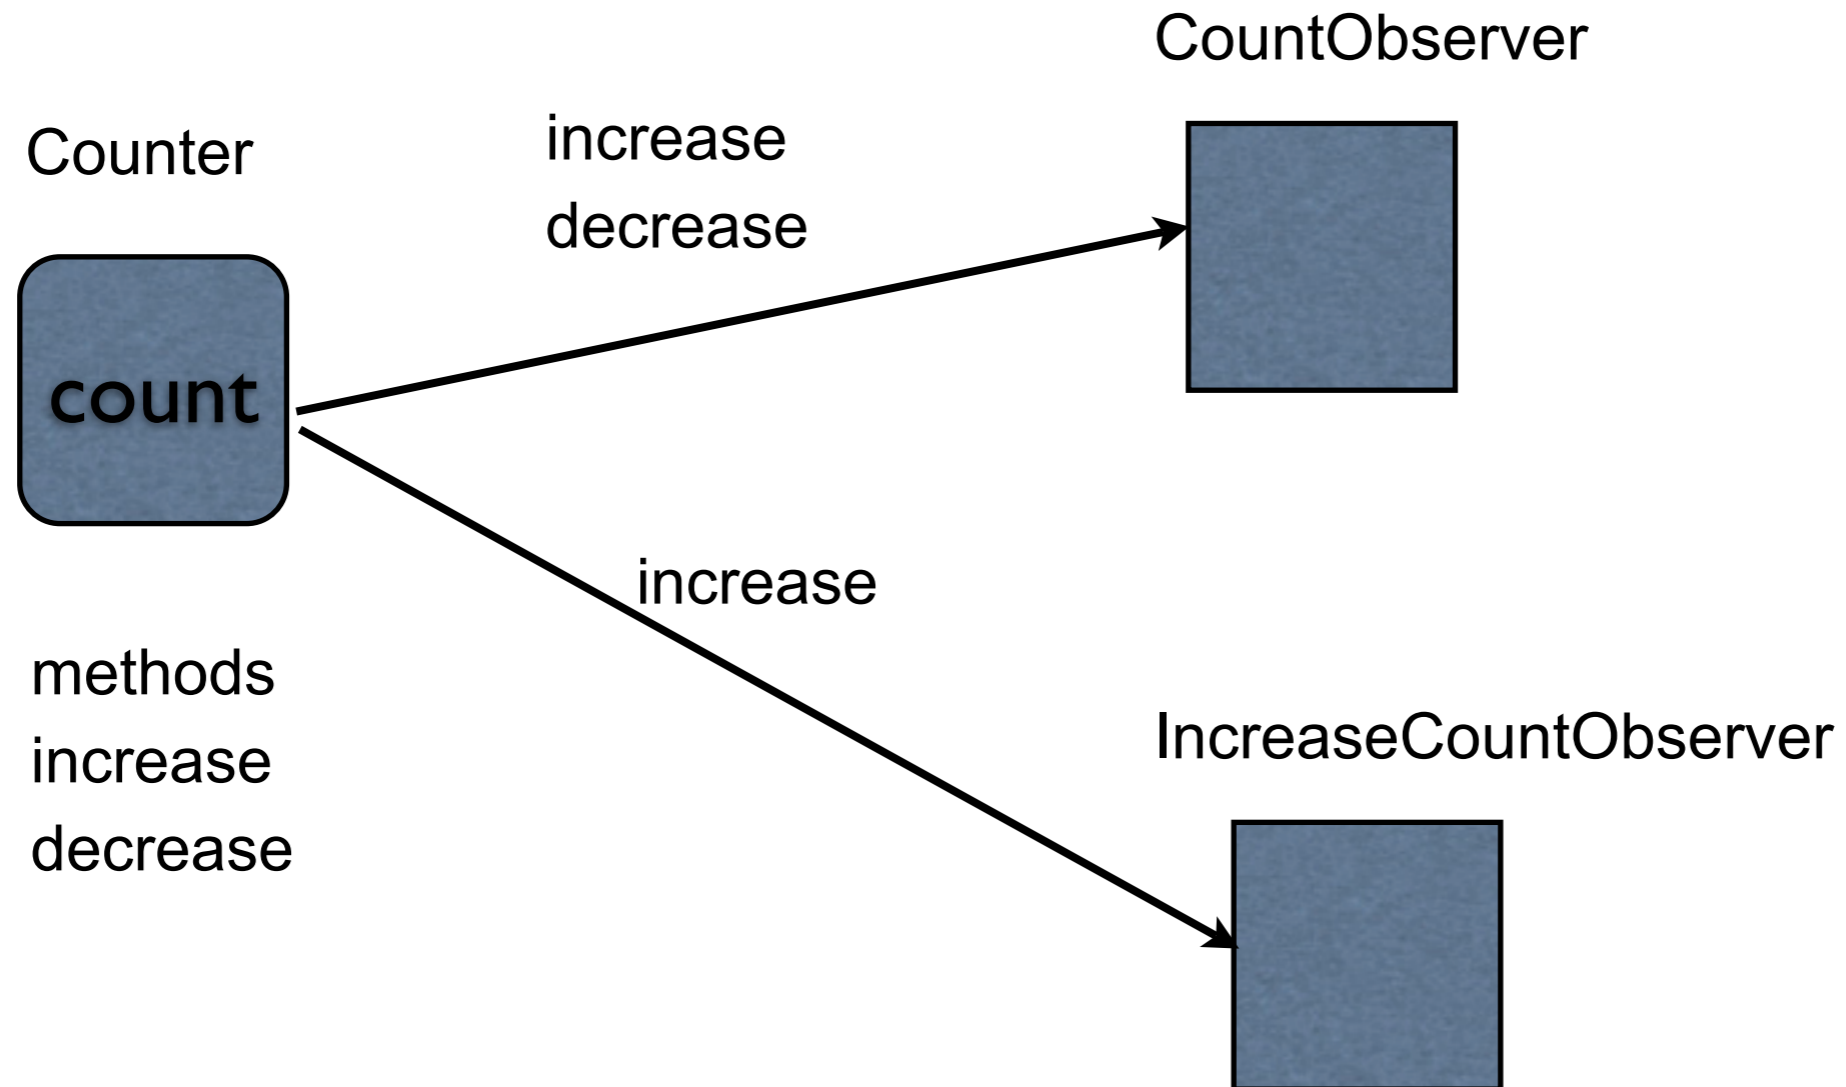 CountObserver
Counter
increase
decrease
count
increase
methods
increase
decrease
IncreaseCountObserver